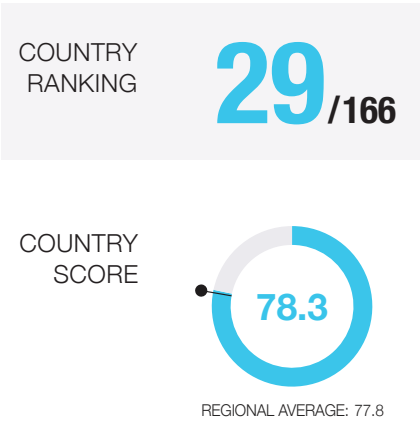 COUNTRY
RANKING
29/166
COUNTRY
SCORE
78.3
REGIONAL AVERAGE: 77.8